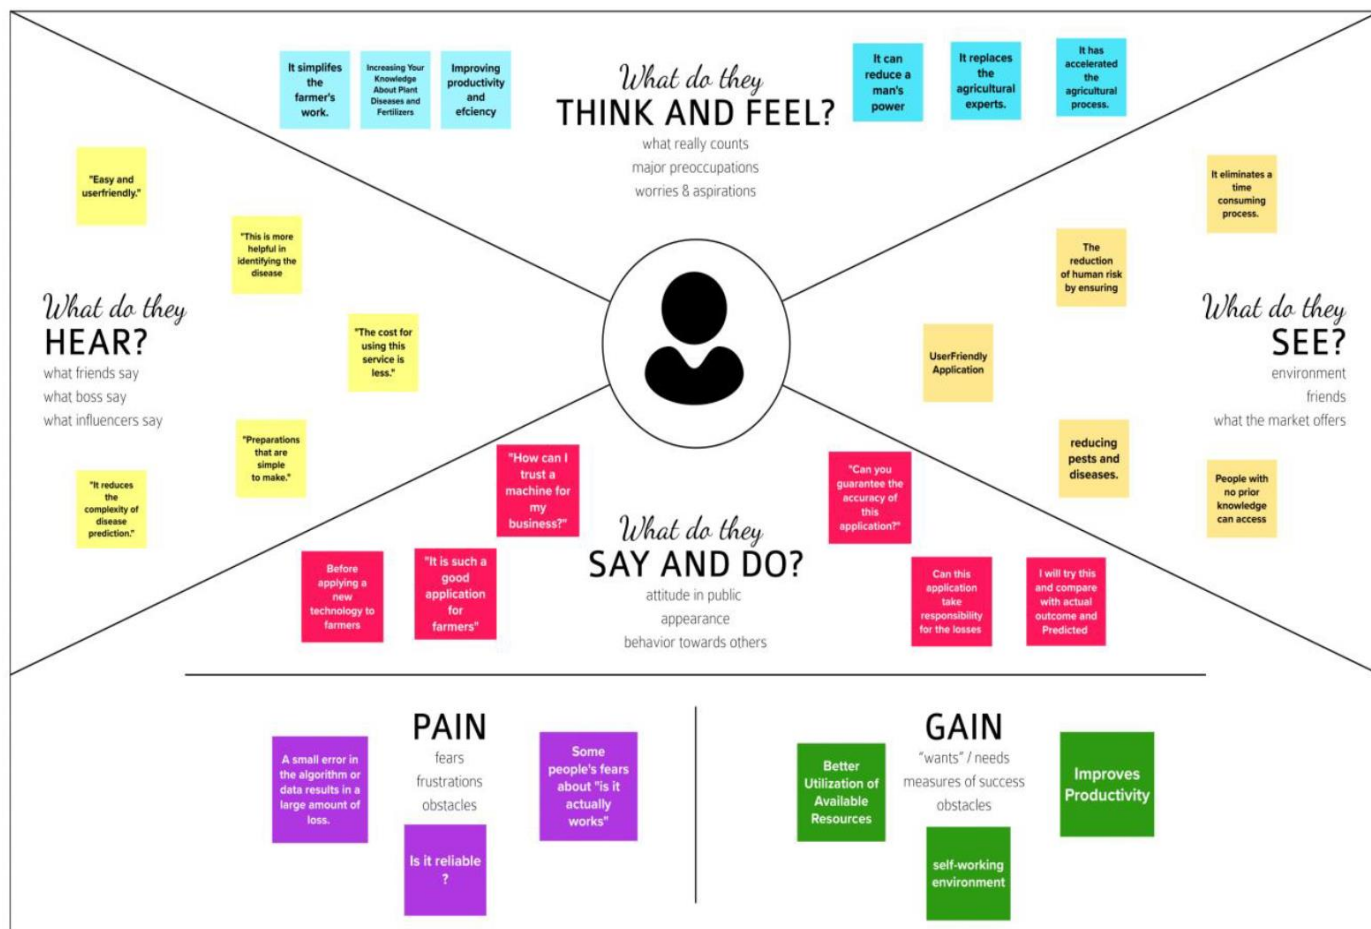 It simplifes
the
farmer's
work.
Increasing Your
Knowledge
About Plant
Diseases and
Fertilizers
Improving
productivity
and
efciency
What do they
THINK AND FEEL?
what really counts
major preoccupations
worries & aspirations
It can
reduce a
man's
power
It replaces
the
agricultural
experts.
It has
accelerated
the
agricultural
process.
"Easy and
userfriendly."
"This is more
helpful in
identifying the
disease
What do they
HEAR?
what friends say
what boss say
what influencers say
"The cost for
using this
service is
less."
"Preparations
that are
simple
to make."
"It reduces
the
complexity of
disease
prediction."
It eliminates a
time
consuming
process.
The
reduction
of human risk
by ensuring
UserFriendly
Application
What do they
SEE?
environment
friends
what the market offers
reducing
pests and
diseases.
People with
no prior
knowledge
can access
"How can I
trust a
machine for
my
business?"
Before
applying a
new
technology to
farmers
"It is such a
good
application
for
farmers"
What do they
SAY AND DO?
attitude in public
appearance
behavior towards others
"Can you
guarantee the
accuracy of
this
application?"
Can this
application
take
responsibility
for the losses
I will try this
and compare
with actual
outcome and
Predicted
PAIN
fears
frustrations
obstacles
A small error in
the algorithm or
data results in a
large amount of
loss.
Is it reliable
?
Some
people's fears
about "is it
actually
works"
GAIN
"wants" / needs
measures of success
obstacles
Better
Utilization of
Available
Resources
self-working
environment
Improves
Productivity